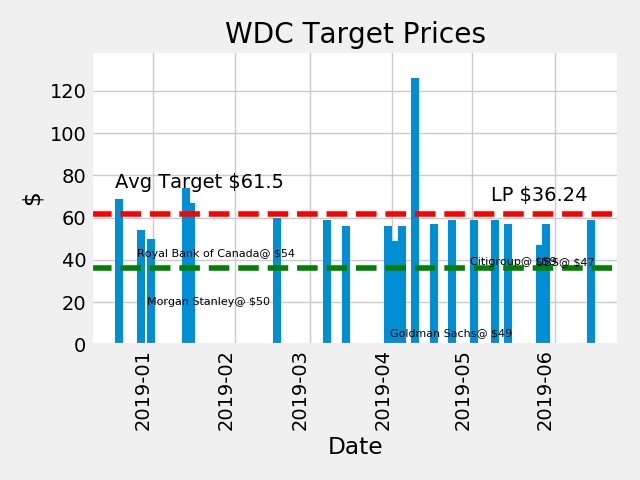 WDC Target Prices
$
120
100
80
60
40
20
0
Avg Target $61.5
LP $36.24
Royal Bank of Canada@ $54
Morgan Stanley@ $50
Goldman Sachs@ $49
Citigroup@
@ $47
2019-01
2019-02
2019-03
2019-04
2019-05
2019-06
Date